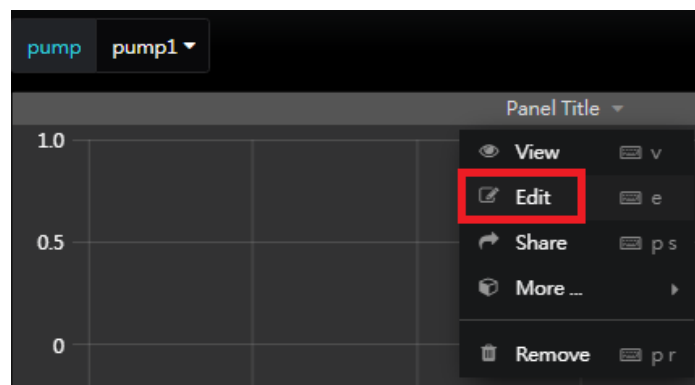 pump pump1
Panel Title
1.0
View v
Edit e
0.5
Share p s
More ...
0
Remove p r